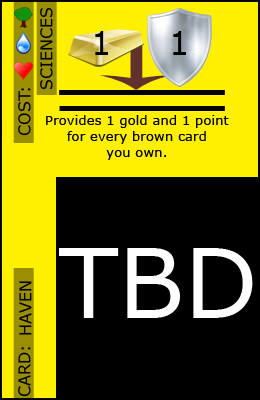 COST:
SCIENCES
1 1
Provides 1 gold and 1 point
for every brown card
you own.
TBD
CARD: HAVEN